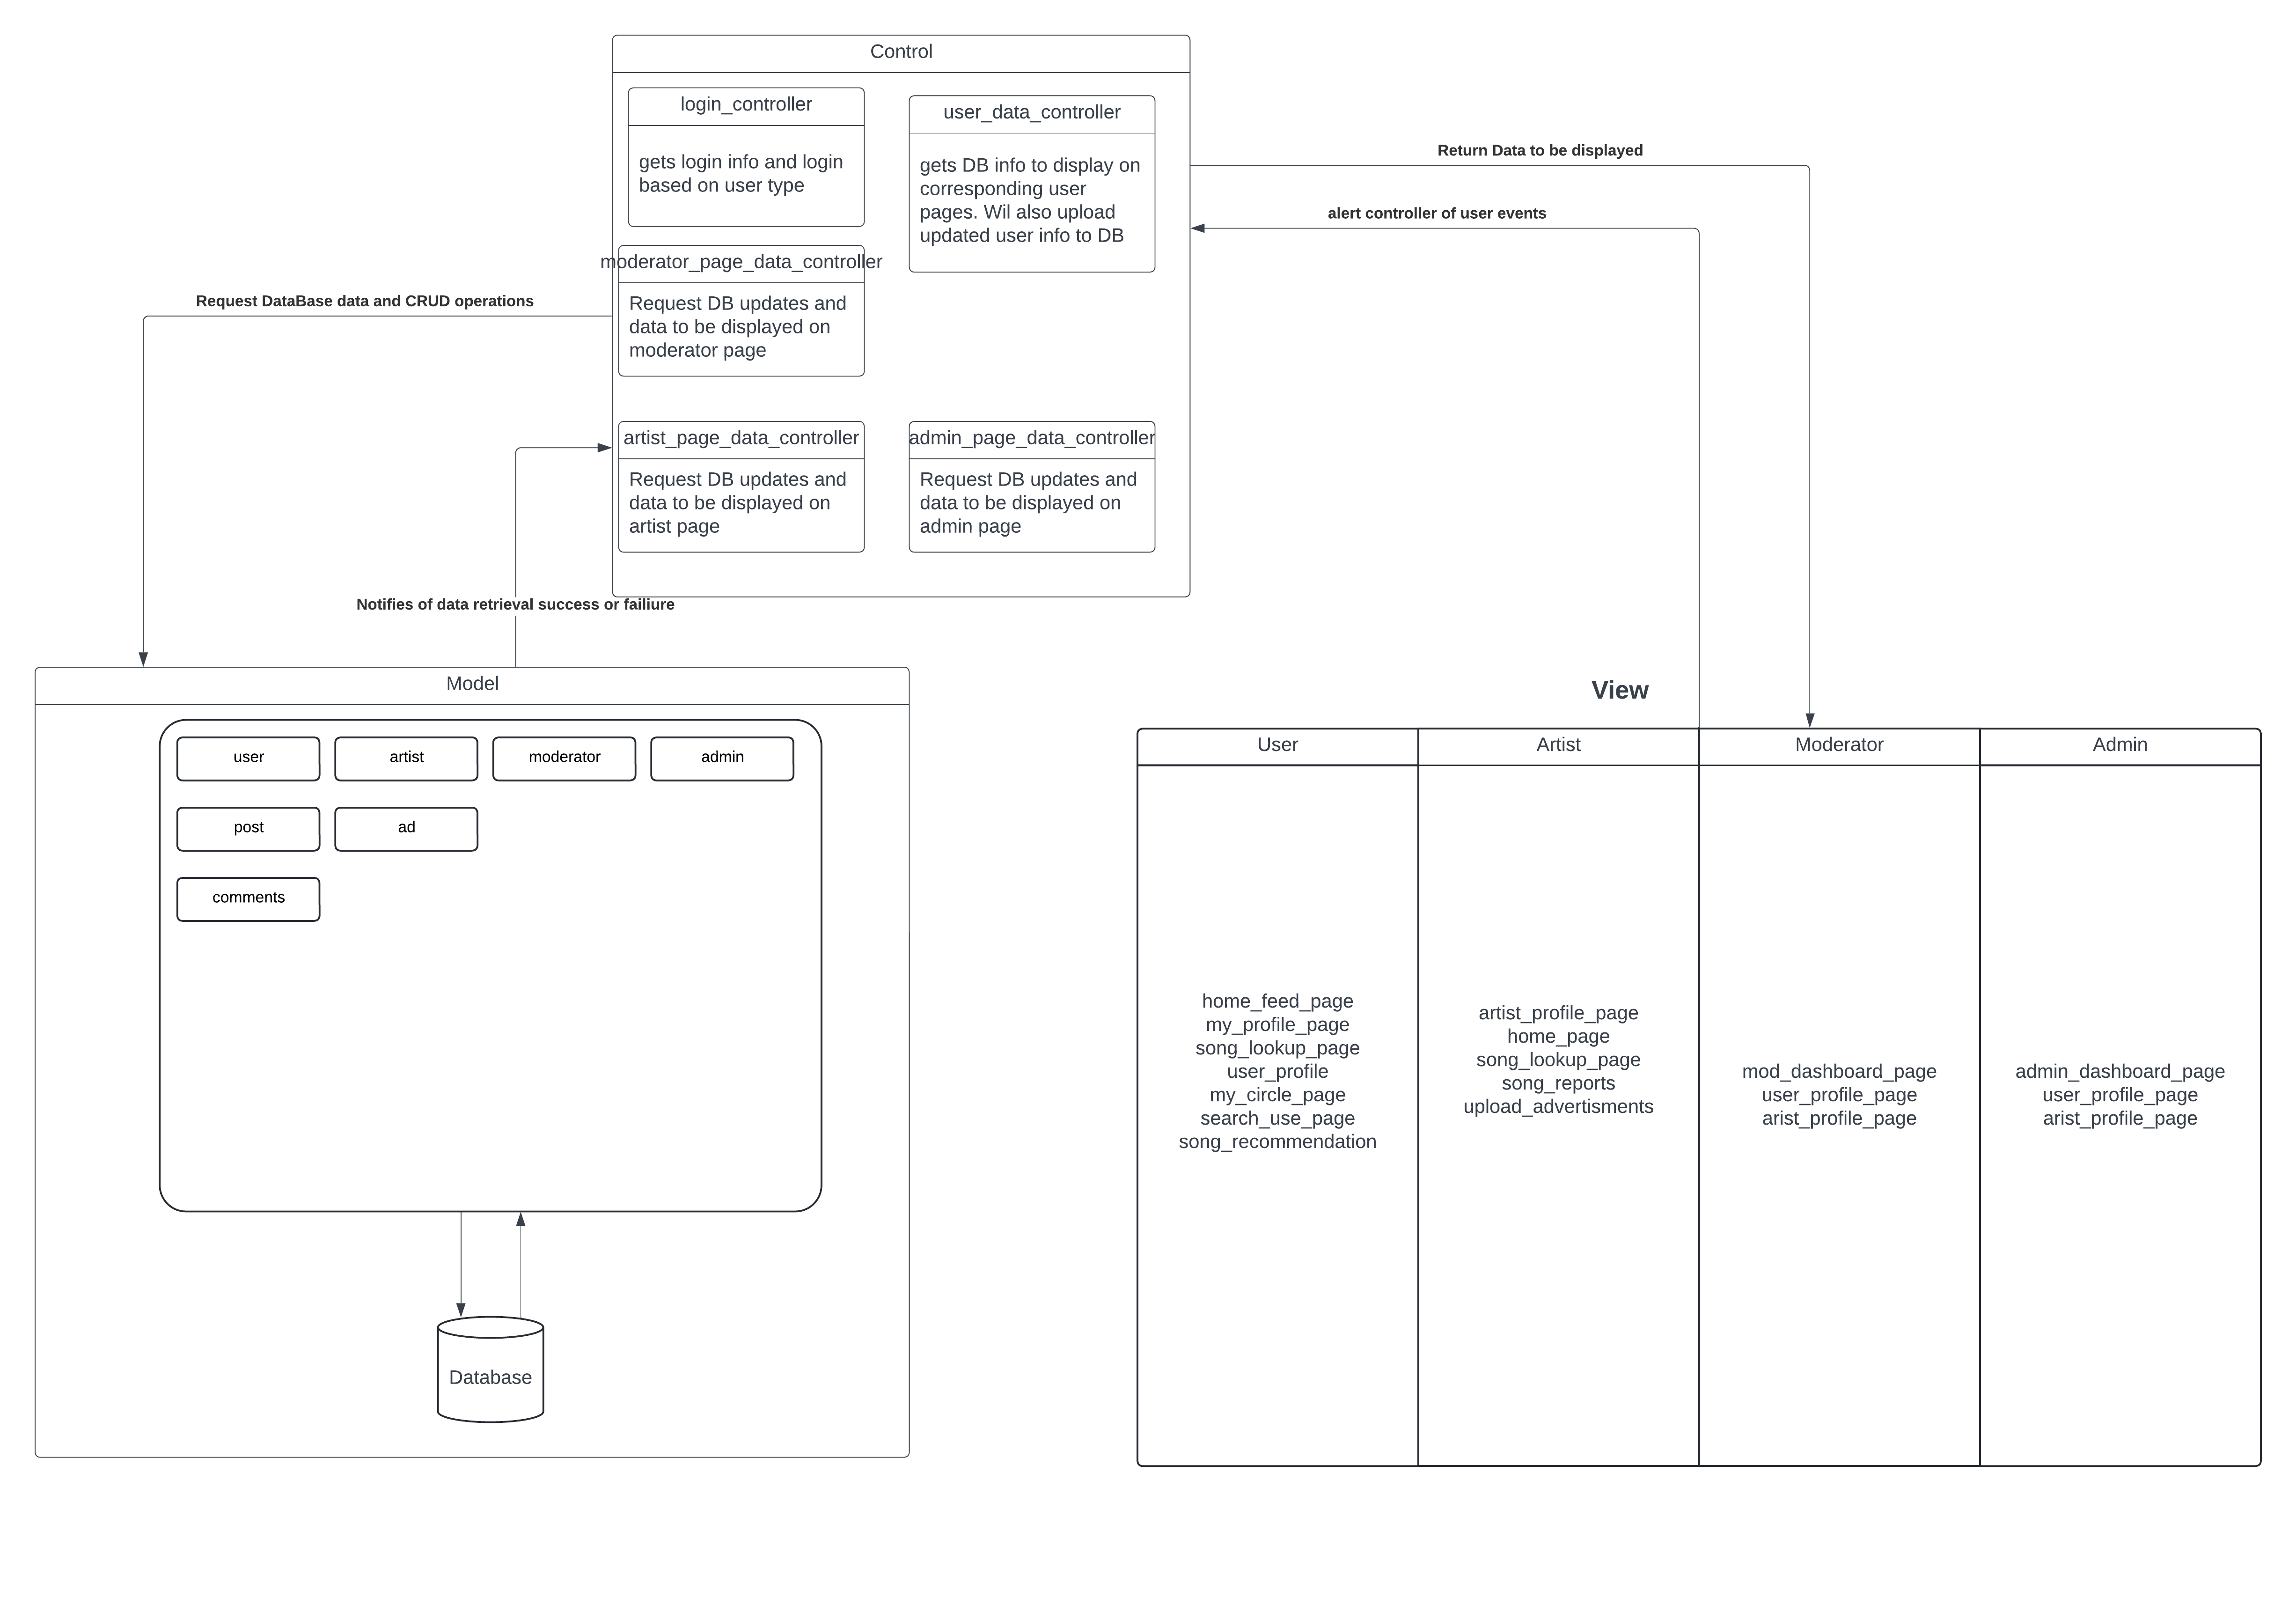 Control
login_controller
gets login info and login
based on user type
user_data_controller
gets DB info to display on
corresponding user
pages. Wil also upload
updated user info to DB
moderator_page_data_controller
Request DB updates and
data to be displayed on
moderator page
artist_page_data_controller
Request DB updates and
data to be displayed on
artist page
admin_page_data_controller
Request DB updates and
data to be displayed on
admin page
Return Data to be displayed
alert controller of user events
Request DataBase data and CRUD operations
Notifies of data retrieval success or failiure
Model
user
artist
moderator
admin
post
ad
comments
Database
View
User
home_feed_page
my_profile_page
song_lookup_page
user_profile
my_circle_page
search_use_page
song_recommendation
Artist
artist_profile_page
home_page
song_lookup_page
song_reports
upload_advertisments
Moderator
mod_dashboard_page
user_profile_page
arist_profile_page
Admin
admin_dashboard_page
user_profile_page
arist_profile_page